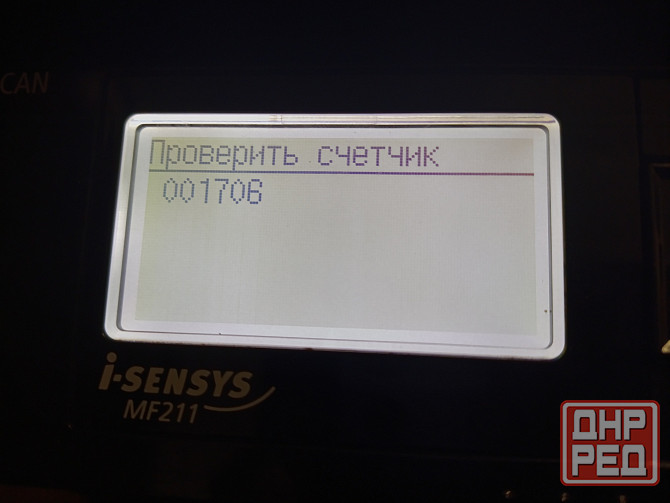 CAN
Проверить счетчик
001706
i-SENSYS
MF211
ДНР
РЕД